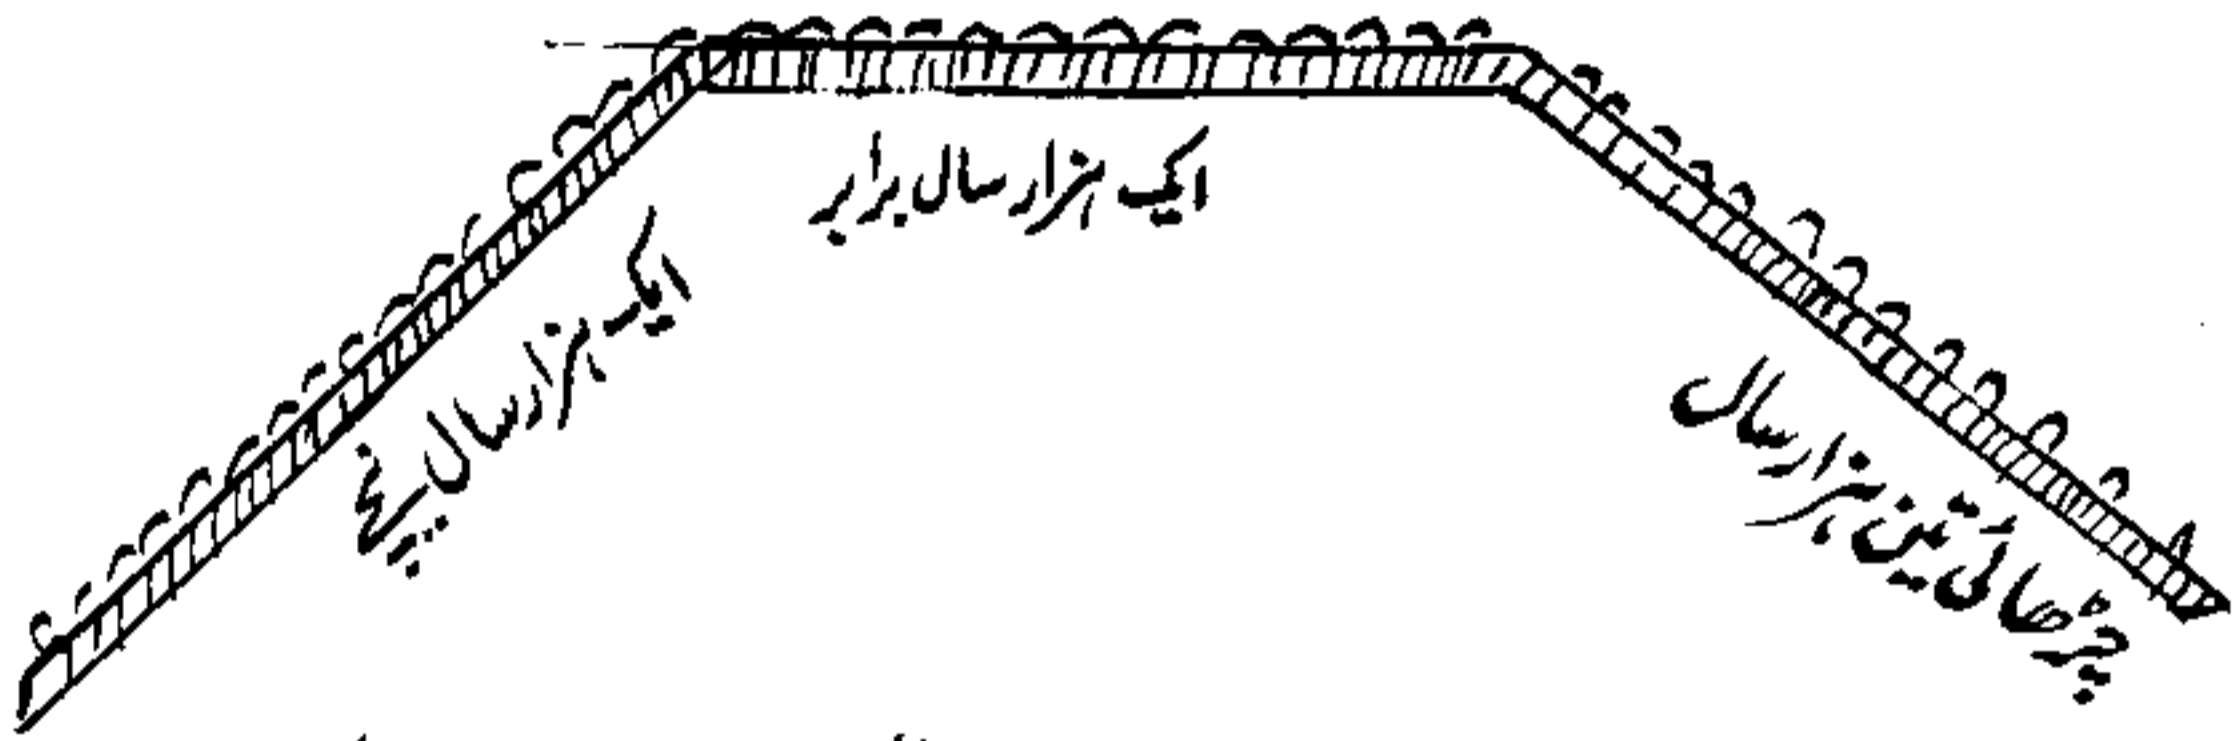 چڑھائی تین ہزار سال
ایک ہزار سال برابر
ایک ہزار سال نیچے